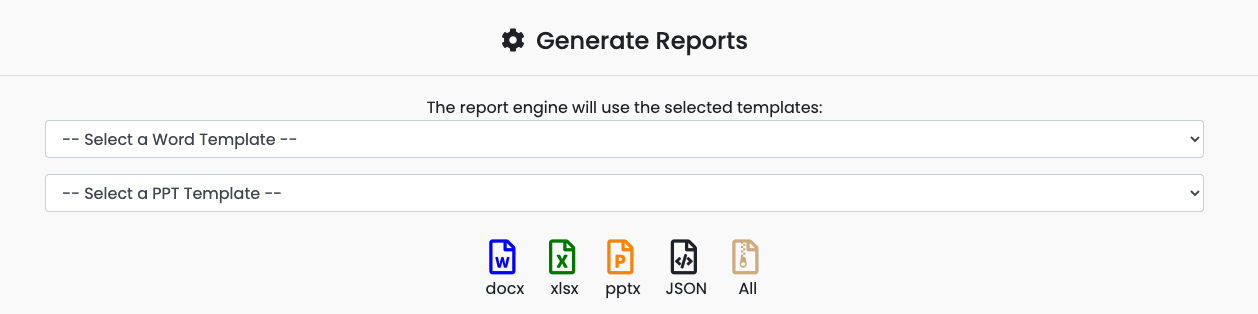 Generate Reports
The report engine will use the selected templates:
-- Select a Word Template --
-- Select a PPT Template --
W X P </>
docx xlsx pptx JSON All